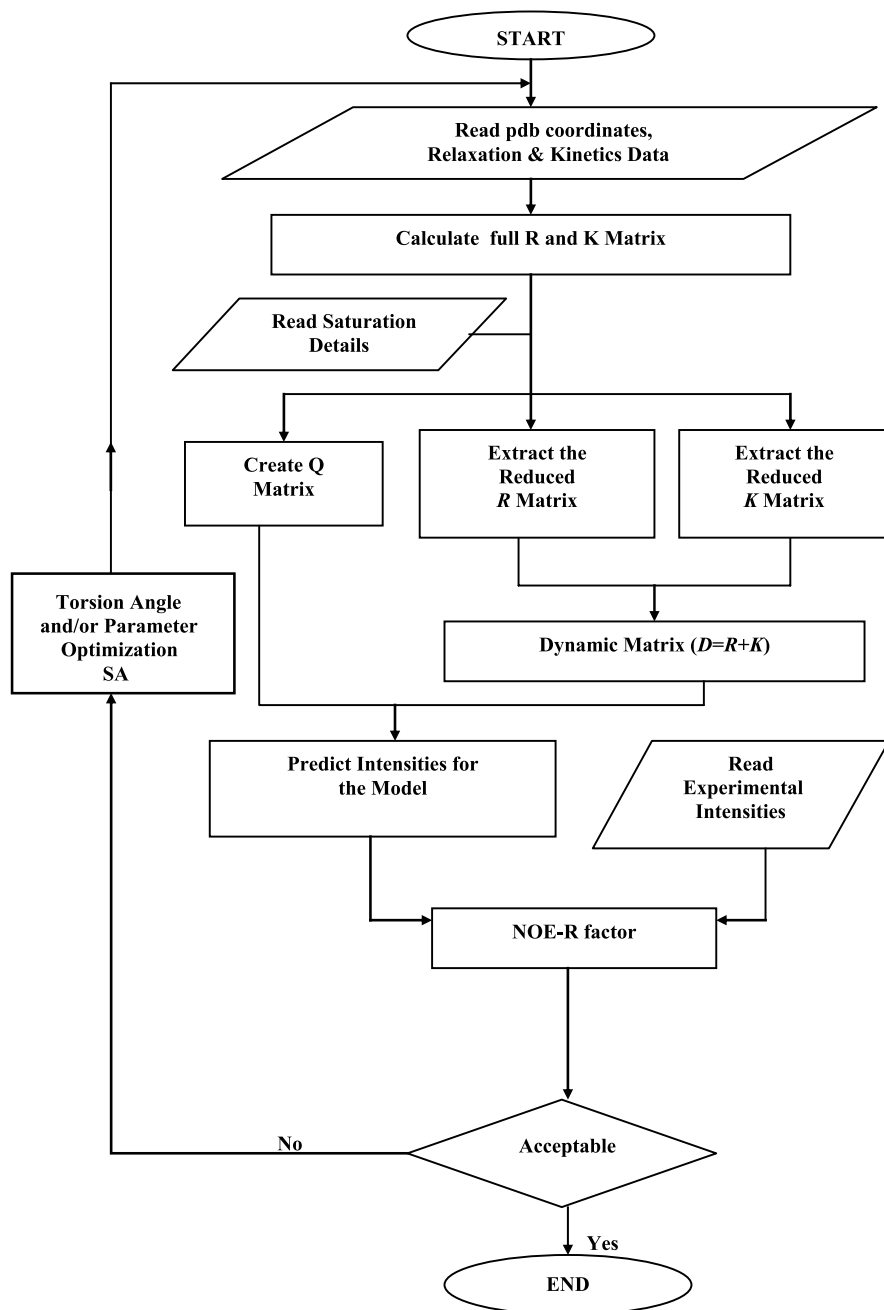 START
Read pdb coordinates,
Relaxation & Kinetics Data
Calculate full R and K Matrix
Read Saturation
Details
Create Q
Matrix
Extract the
Reduced
R Matrix
Extract the
Reduced
K Matrix
Torsion Angle
and/or Parameter
Optimization
SA
Dynamic Matrix (D=R+K)
Predict Intensities for
the Model
Read
Experimental
Intensities
NOE-R factor
Acceptable
No
Yes
END